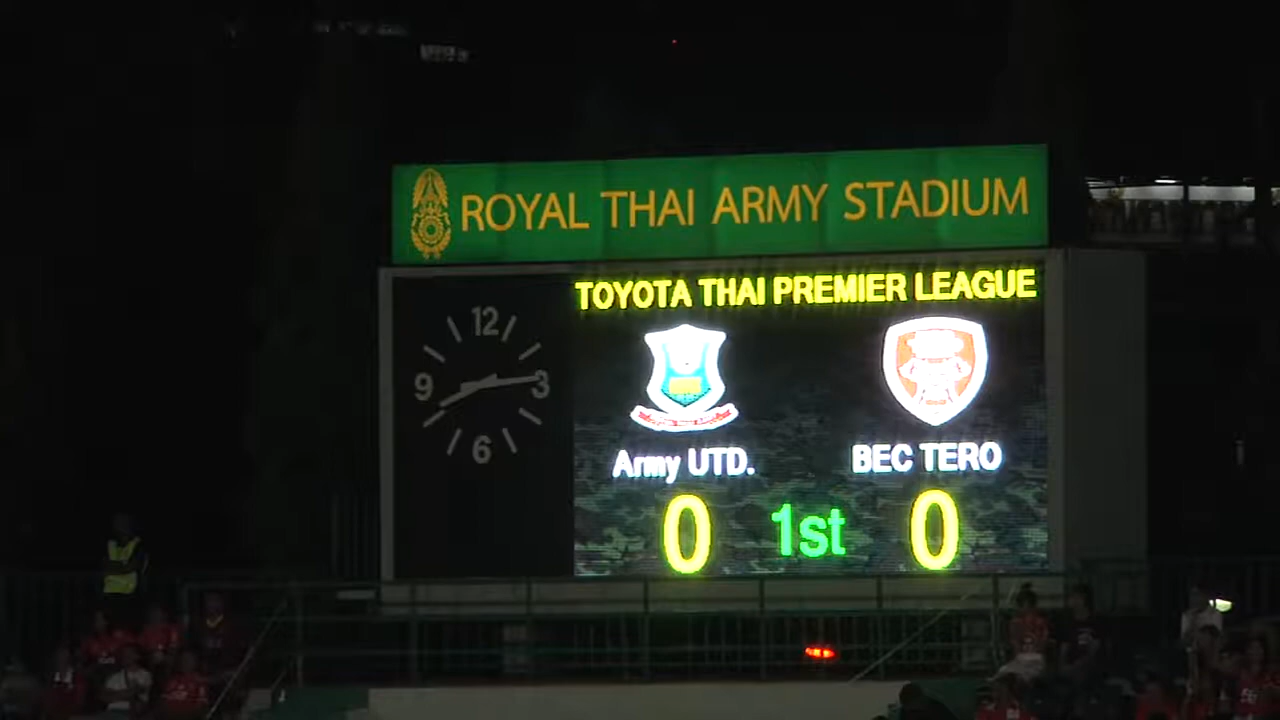 ROYAL THAI ARMY STADIUM
TOYOTA THAI PREMIER LEAGUE
12
9
3
6
Army UTD.
BEC TERO
0
1st
0